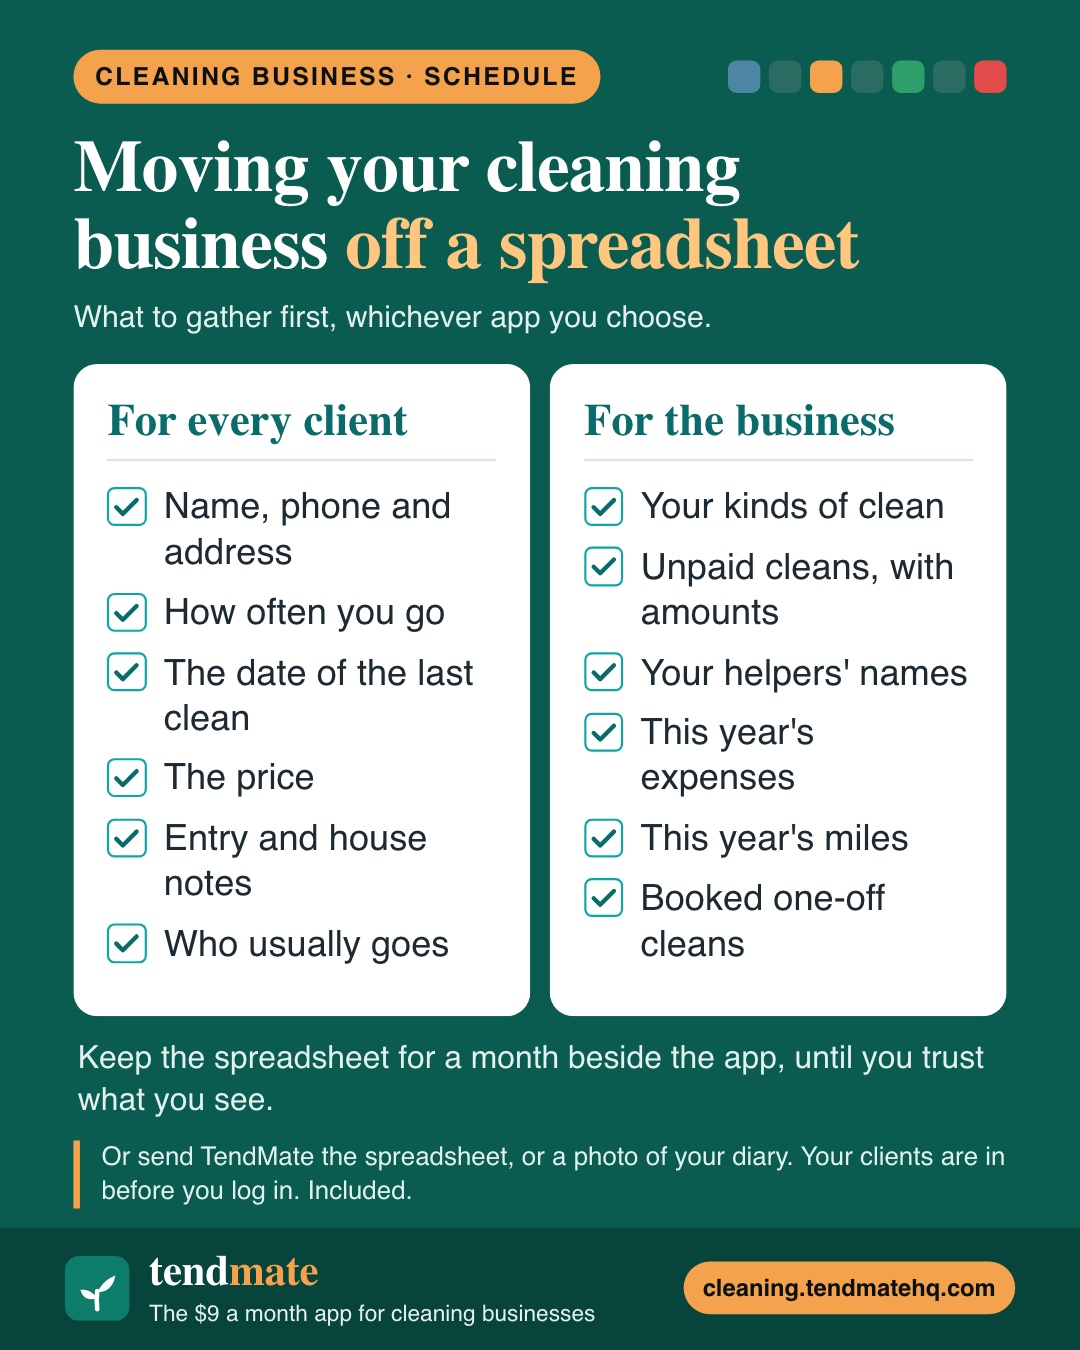 CLEANING BUSINESS · SCHEDULE
Moving your cleaning
business off a spreadsheet
What to gather first, whichever app you choose.
For every client
Name, phone and
address
How often you go
The date of the last
clean
The price
Entry and house
notes
Who usually goes
For the business
Your kinds of clean
Unpaid cleans, with
amounts
Your helpers' names
This year's
expenses
This year's miles
Booked one-off
cleans
Keep the spreadsheet for a month beside the app, until you trust
what you see.
Or send TendMate the spreadsheet, or a photo of your diary. Your clients are in
before you log in. Included.
tendmate
The $9 a month app for cleaning businesses
cleaning.tendmatehq.com